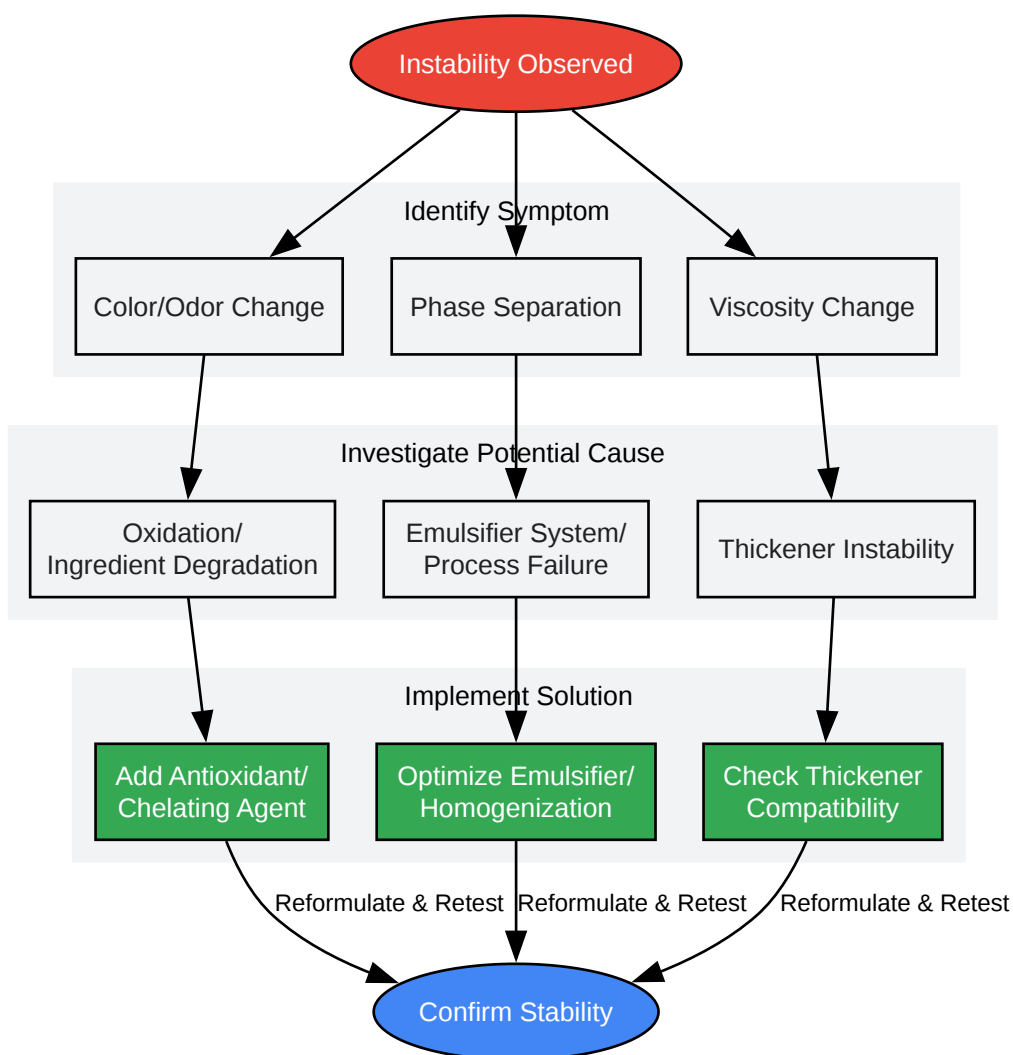 Instability Observed
Identify Symptom
Color/Odor Change
Phase Separation
Viscosity Change
Investigate Potential Cause
Oxidation/
Ingredient Degradation
Emulsifier System/
Process Failure
Thickener Instability
Implement Solution
Add Antioxidant/
Chelating Agent
Optimize Emulsifier/
Homogenization
Check Thickener
Compatibility
Reformulate & Retest
Reformulate & Retest
Reformulate & Retest
Confirm Stability